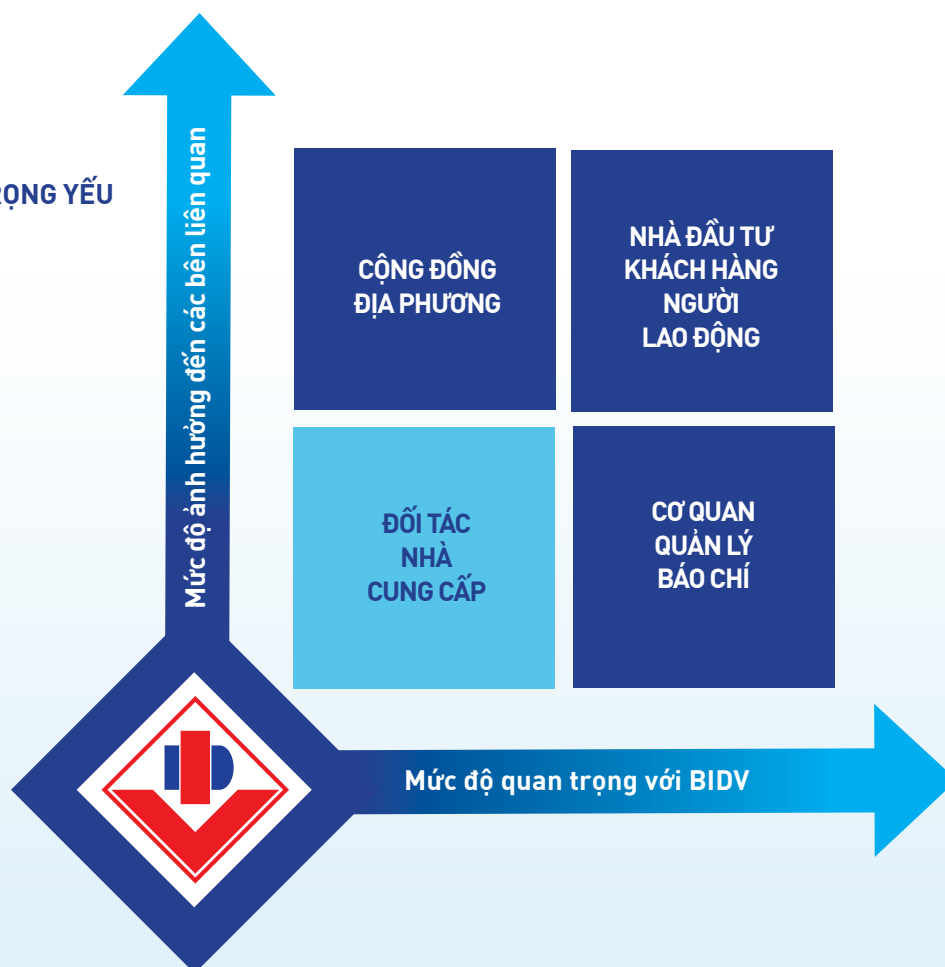 RỌNG YẾU
Mức độ ảnh hưởng đến các bên liên quan
CỘNG ĐỒNG
ĐỊA PHƯƠNG
NHÀ ĐẦU TƯ
KHÁCH HÀNG
NGƯỜI
LAO ĐỘNG
ĐỐI TÁC
NHÀ
CUNG CẤP
CƠ QUAN
QUẢN LÝ
BÁO CHÍ
Mức độ quan trọng với BIDV